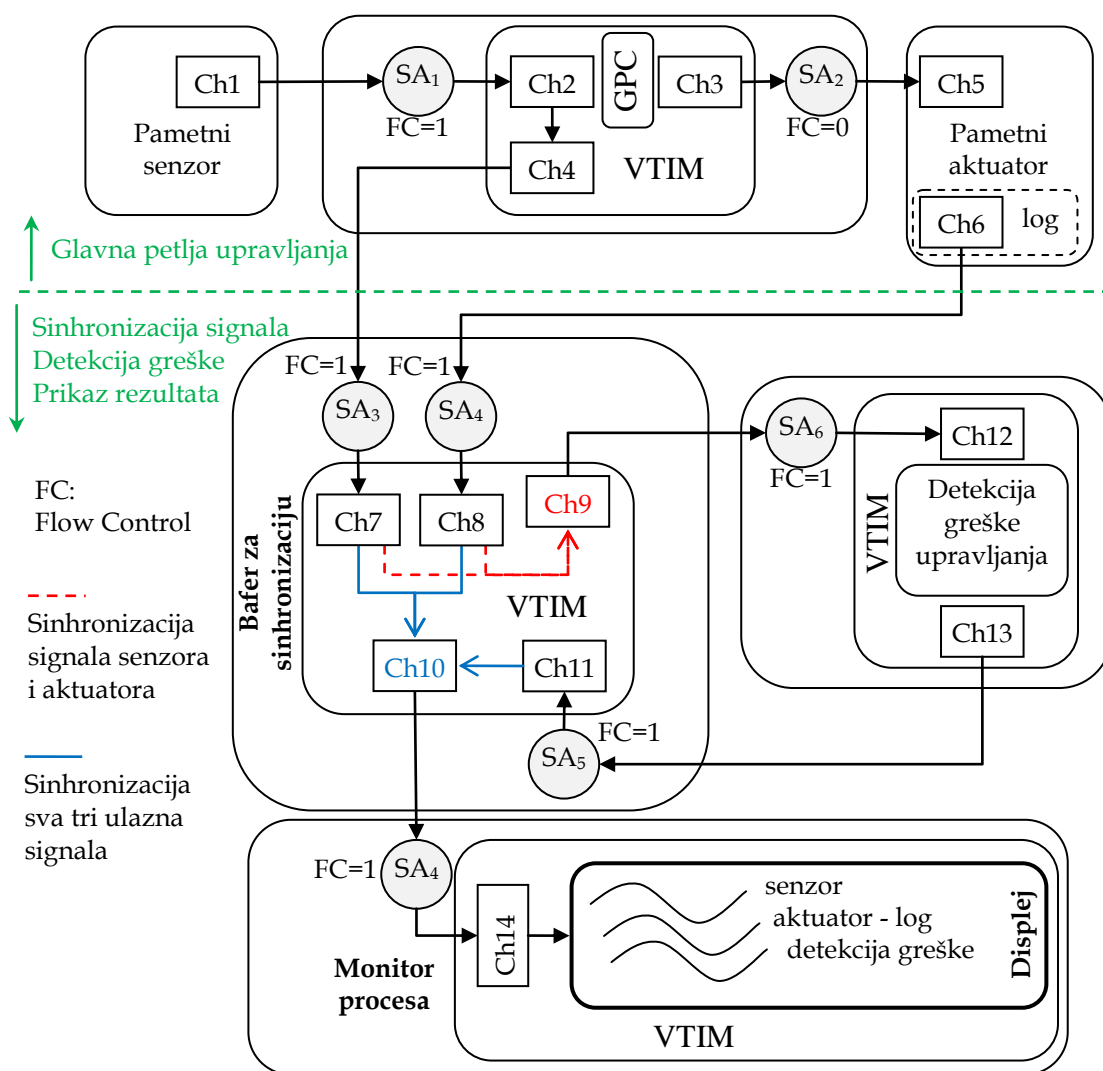 Ch1
Pametni
senzor
SA1
FC=1
Ch2
GPC
Ch3
Ch4
VTIM
SA2
FC=0
Ch5
Pametni
aktuator
Ch6
log
Glavna petlja upravljanja
Sinhronizacija signala
Detekcija greške
Prikaz rezultata
FC:
Flow Control
Sinhronizacija
signala senzora
i aktuatora
Sinhronizacija
sva tri ulazna
signala
FC=1
FC=1
SA3
SA4
Bafer za
sinhronizaciju
Ch7
Ch8
Ch9
VTIM
Ch10
Ch11
FC=1
SA5
SA6
FC=1
Ch12
VTIM
Detekcija
greške
upravljanja
Ch13
FC=1
SA4
Monitor
procesa
Ch14
senzor
aktuator - log
detekcija greške
Displej
VTIM